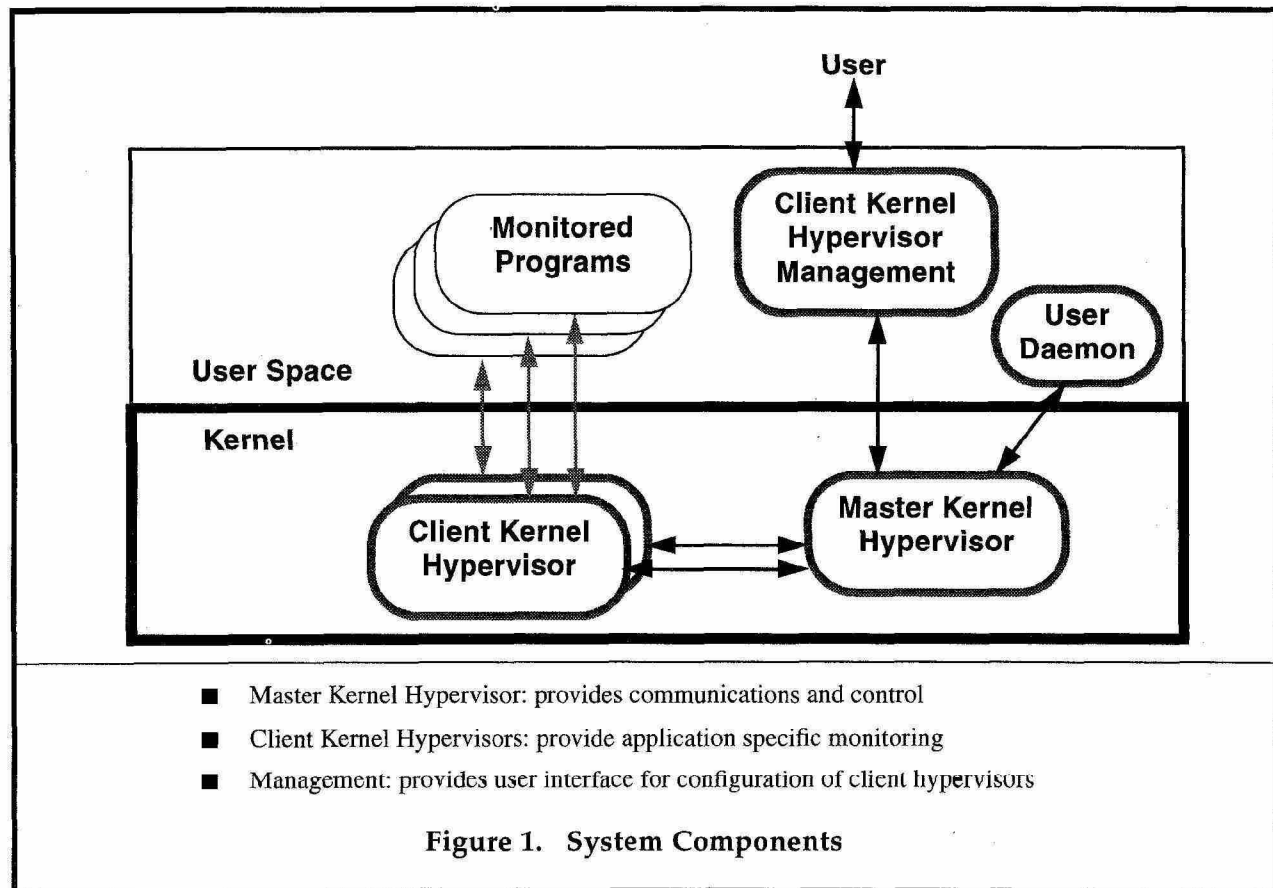 User
Client Kernel
Hypervisor
Management
Monitored
Programs
User
Daemon
User Space
Kernel
Client Kernel
Hypervisor
Master Kernel
Hypervisor
■ Master Kernel Hypervisor: provides communications and control
■ Client Kernel Hypervisors: provide application specific monitoring
■ Management: provides user interface for configuration of client hypervisors
Figure 1. System Components